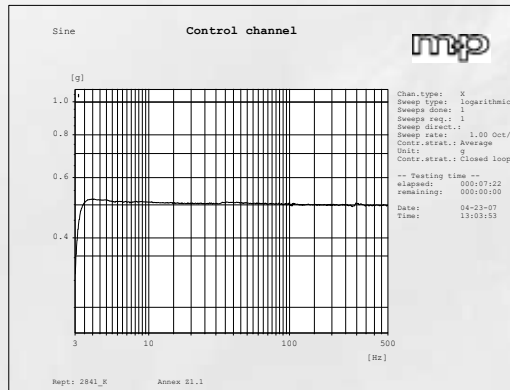 Sine
Control channel
m+p
[g]
1.0
0.8
0.6
0.4
3
10
100
500
[Hz]
Chan.type: X
Sweep type: logarithmic
Sweeps done: 1
Sweeps req.: 1
Sweep direct.:
Sweep rate: 1.00 Oct/
Contr.strat.: Average
Unit: g
Contr.strat.: Closed loop
-- Testing time --
elapsed: 000:07:22
remaining: 000:00:00
Date: 04-23-07
Time: 13:03:53
Rept: 2841_K Annex Z1.1